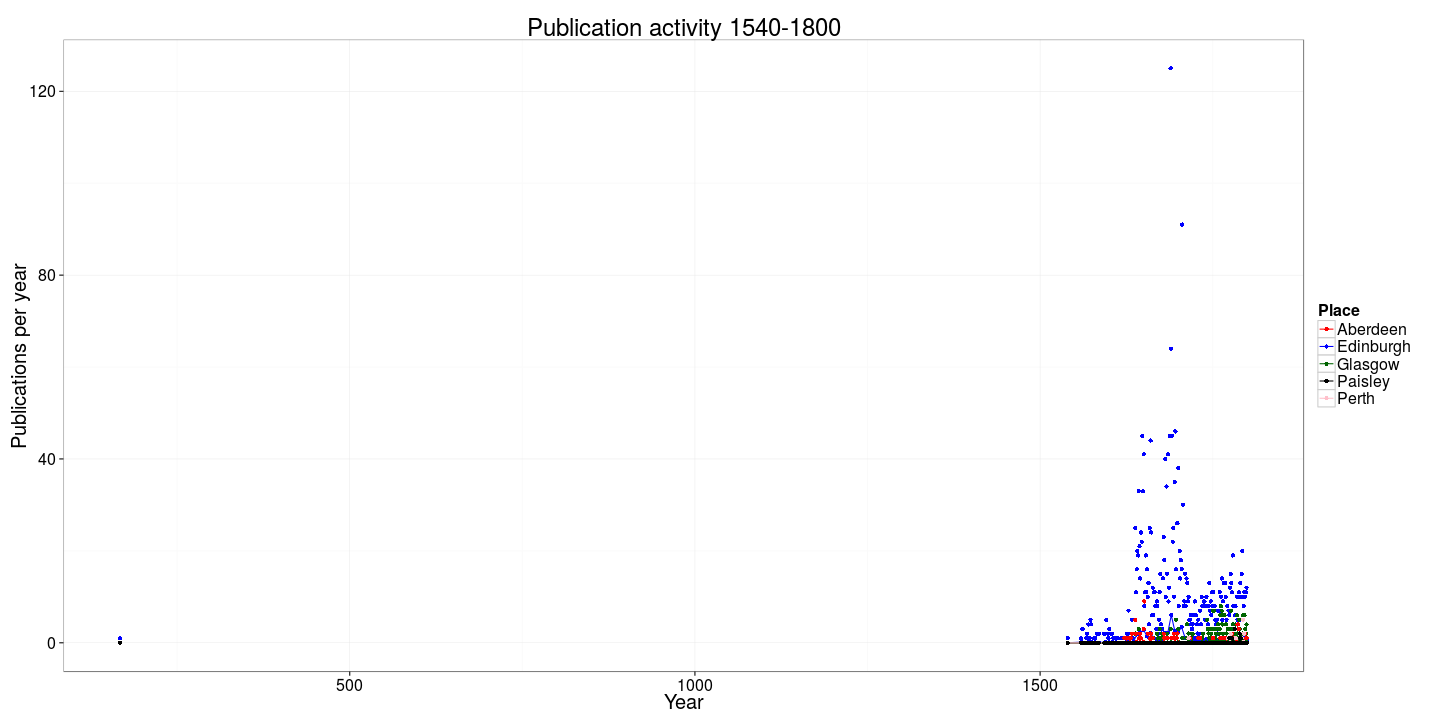 Publication activity 1540-1800
Publications per year
120
80
40
0
500
1000
1500
Year
Place
Aberdeen
Edinburgh
Glasgow
Paisley
Perth